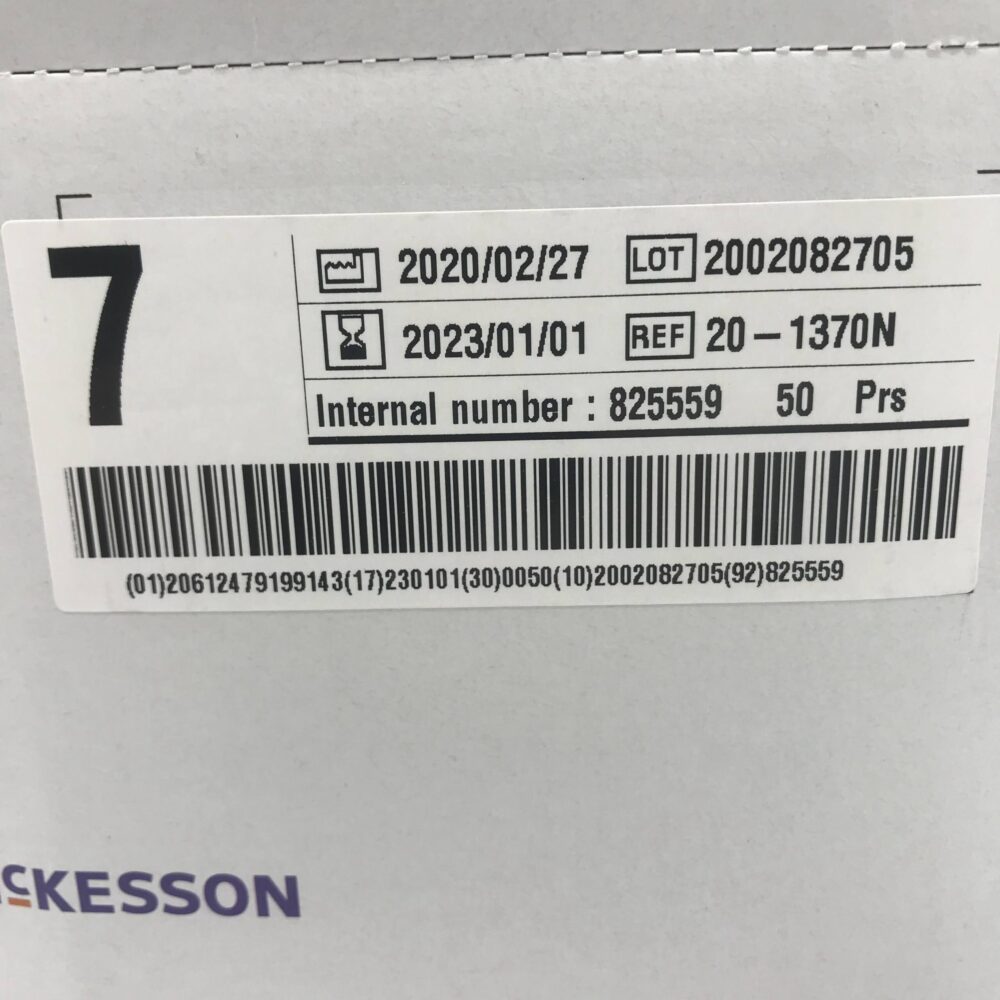 7
2020/02/27 LOT 2002082705
2023/01/01 REF 20-1370N
Internal number : 825559 50 Prs
(01)20612479199143(17)230101(30)0050(10)2002082705(92)825559
cKESSON